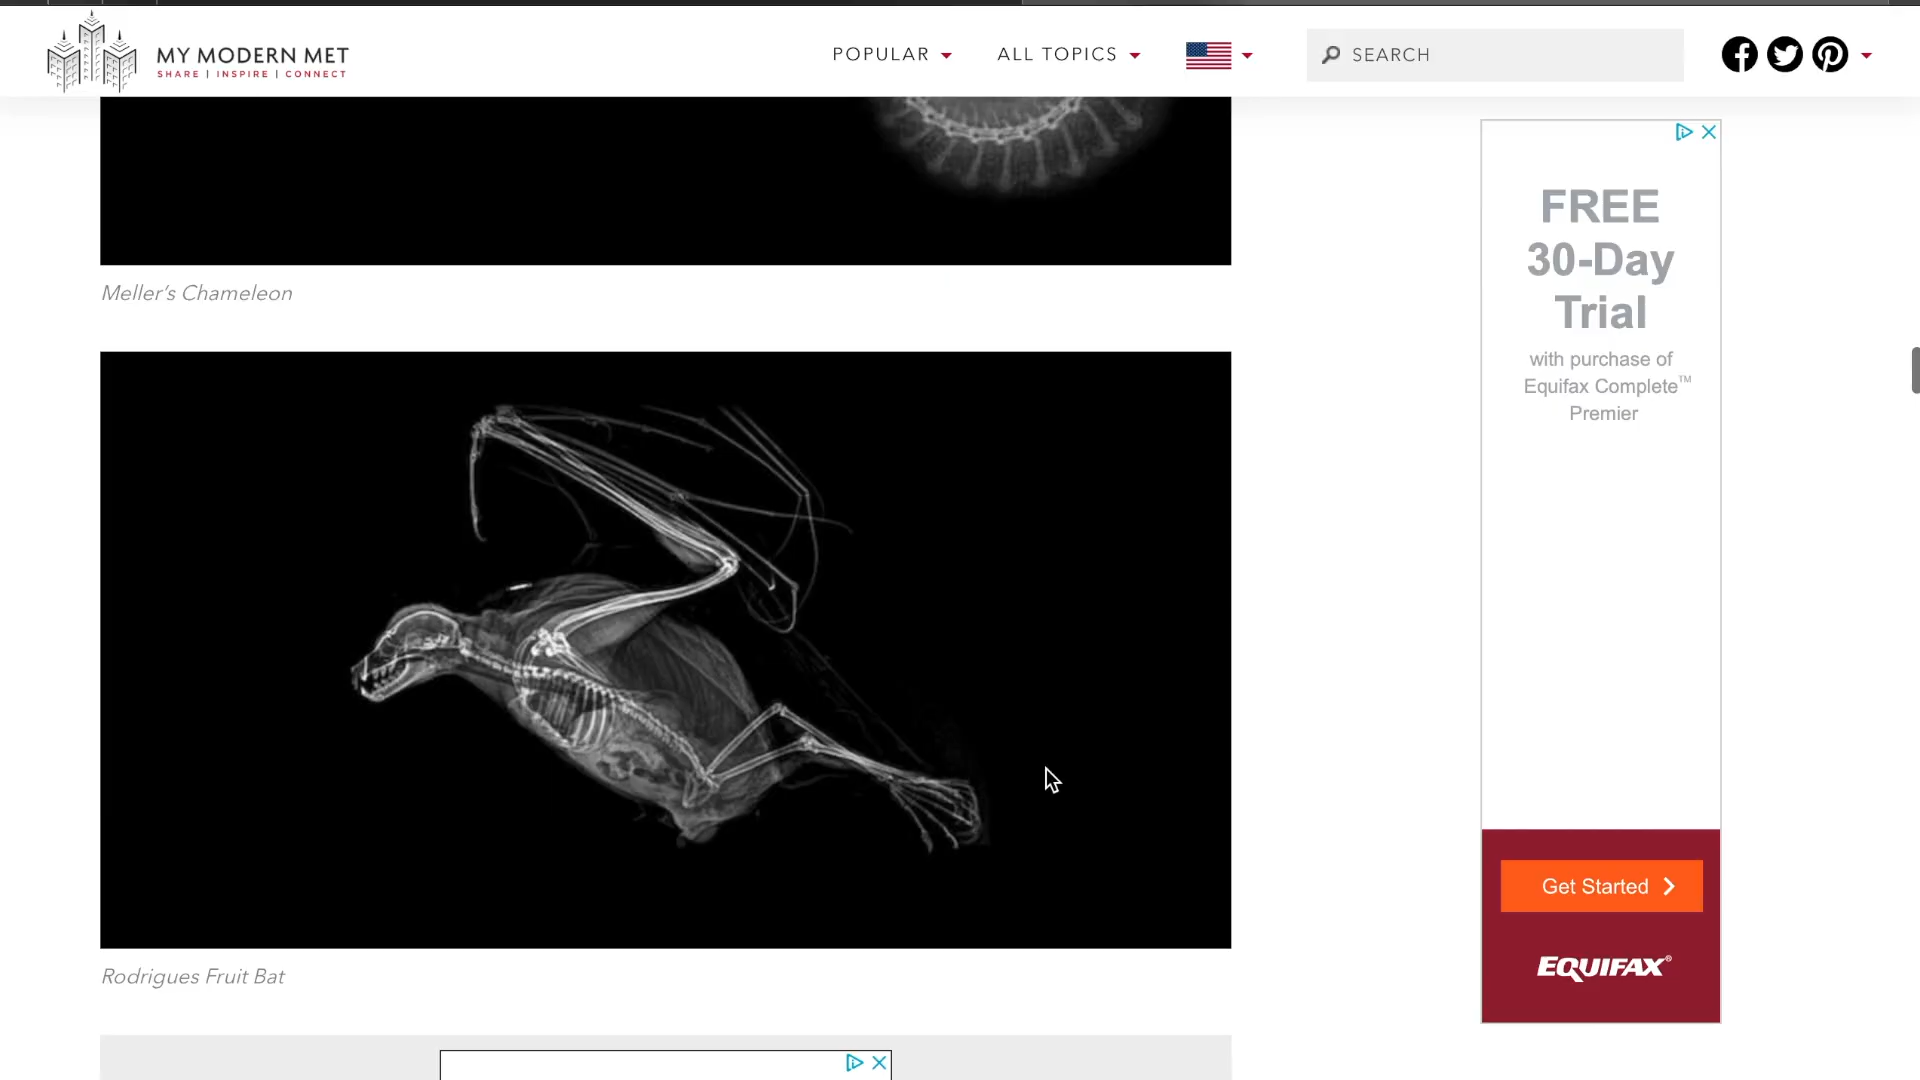 MY MODERN MET
SHARE | INSPIRE | CONNECT
POPULAR
ALL TOPICS
SEARCH
Meller's Chameleon
Rodrigues Fruit Bat
FREE
30-Day
Trial
with purchase of
Equifax Complete™
Premier
Get Started
EQUIFAX®